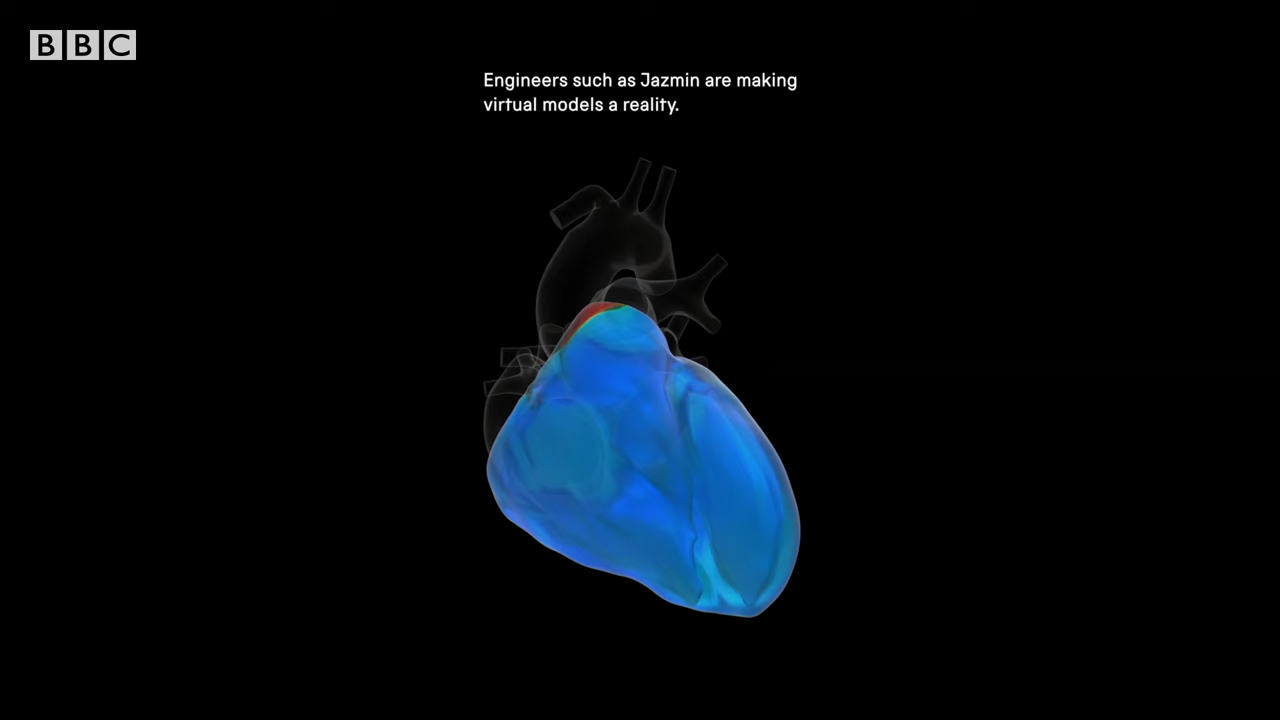 BBC
Engineers such as Jazmin are making
virtual models a reality.